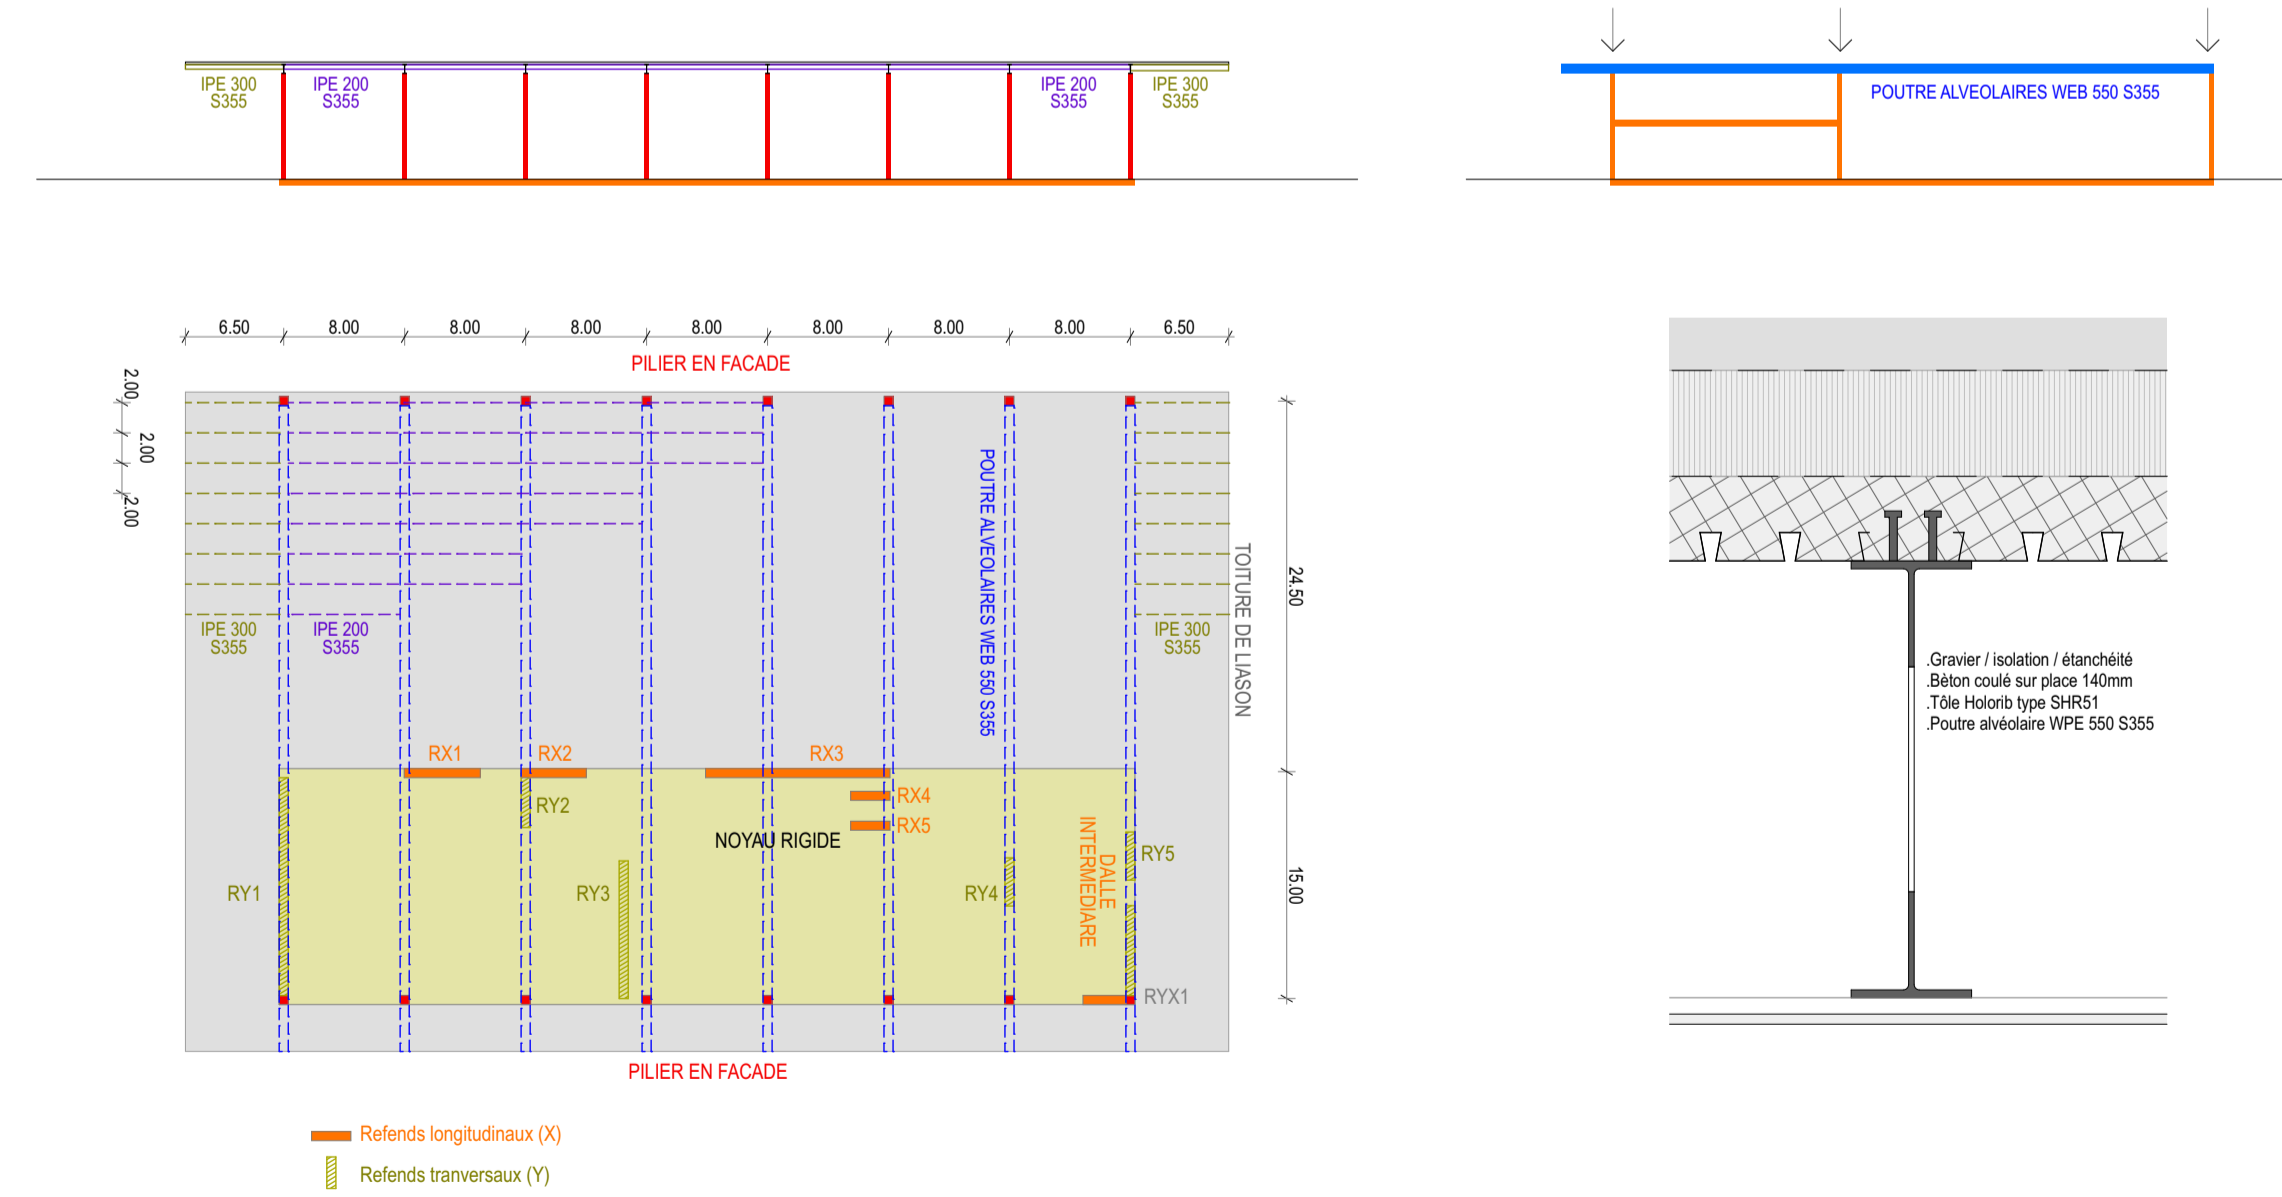 IPE 300
S355
IPE 200
S355
IPE 200
S355
IPE 300
S355
POUTRE ALVEOLAIRES WEB 550 S355
6.50
8.00
8.00
8.00
8.00
8.00
8.00
8.00
6.50
PILIER EN FACADE
2.00
2.00
2.00
POUTRE ALVEOLAIRES WEB 550 S355
TOITURE DE LIASON
24.50
IPE 300
S355
IPE 200
S355
IPE 300
S355
.Gravier / isolation / étanchéité
.Bèton coulé sur place 140mm
.Tôle Holorib type SHR51
.Poutre alvéolaire WPE 550 S355
RX1
RX2
RX3
RX4
RX5
RY2
NOYAU RIGIDE
RY1
RY3
RY4
RY5
DALLE
INTERMEDIARE
15.00
RYX1
PILIER EN FACADE
Refends longitudinaux (X)
Refends tranversaux (Y)